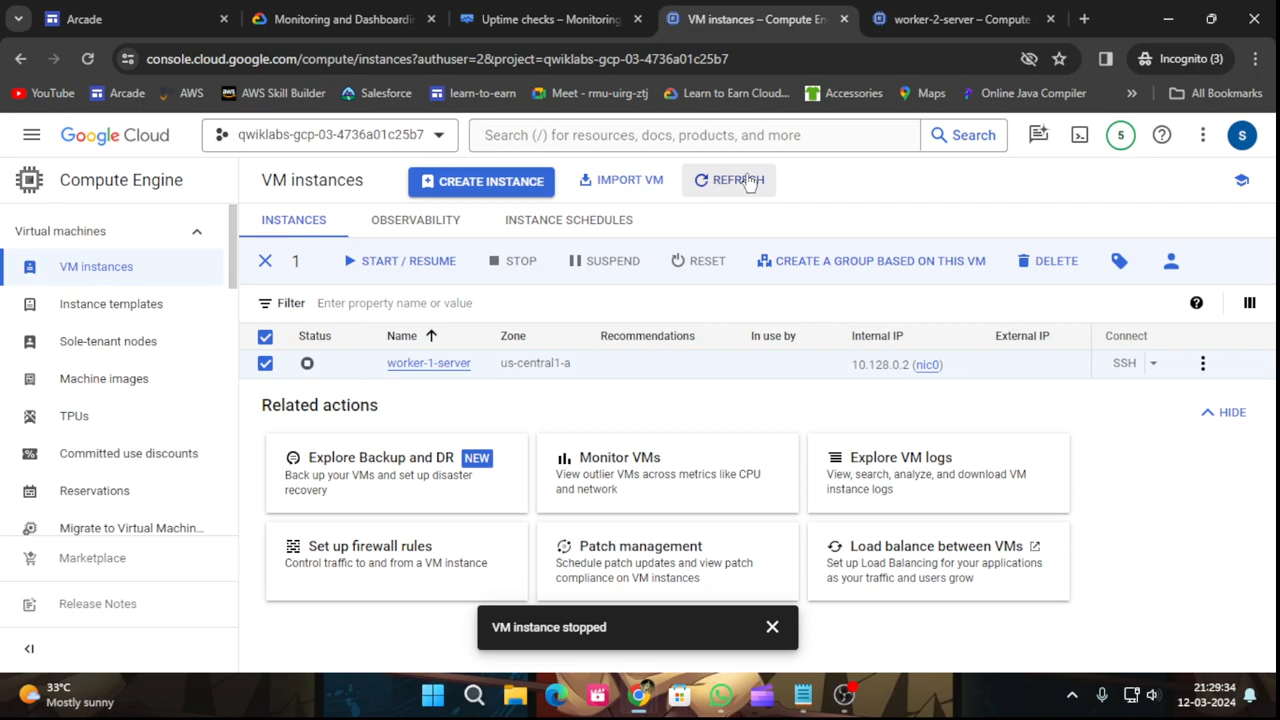 Arcade
Monitoring and Dashboardin
Uptime checks – Monitoring
VM instances – Compute En
worker-2-server – Compute
console.cloud.google.com/compute/instances?authuser=2&project=qwiklabs-gcp-03-4736a01c25b7
Incognito (3)
YouTube
Arcade
AWS
AWS Skill Builder
Salesforce
learn-to-earn
Meet - rmu-uirg-ztj
Learn to Earn Cloud...
Accessories
Maps
Online Java Compiler
»
All Bookmarks
Google Cloud
qwiklabs-gcp-03-4736a01c25b7
Search (/) for resources, docs, products, and more
Search
5
S
Compute Engine
VM instances
CREATE INSTANCE
IMPORT VM
REFRESH
Virtual machines
VM instances
Instance templates
Sole-tenant nodes
Machine images
TPUs
Committed use discounts
Reservations
Migrate to Virtual Machin...
Marketplace
Release Notes
INSTANCES
OBSERVABILITY
INSTANCE SCHEDULES
1
START / RESUME
STOP
SUSPEND
RESET
CREATE A GROUP BASED ON THIS VM
DELETE
Filter
Enter property name or value
Status
Name
Zone
Recommendations
In use by
Internal IP
External IP
Connect
worker-1-server
us-central1-a
10.128.0.2 (nic0)
SSH
Related actions
HIDE
Explore Backup and DR NEW
Back up your VMs and set up disaster
recovery
Monitor VMs
View outlier VMs across metrics like CPU
and network
Explore VM logs
View, search, analyze, and download VM
instance logs
Set up firewall rules
Control traffic to and from a VM instance
Patch management
Schedule patch updates and view patch
compliance on VM instances
Load balance between VMs
Set up Load Balancing for your applications
as your traffic and users grow
VM instance stopped
33°C
Mostly sunny
21:29:34
12-03-2024